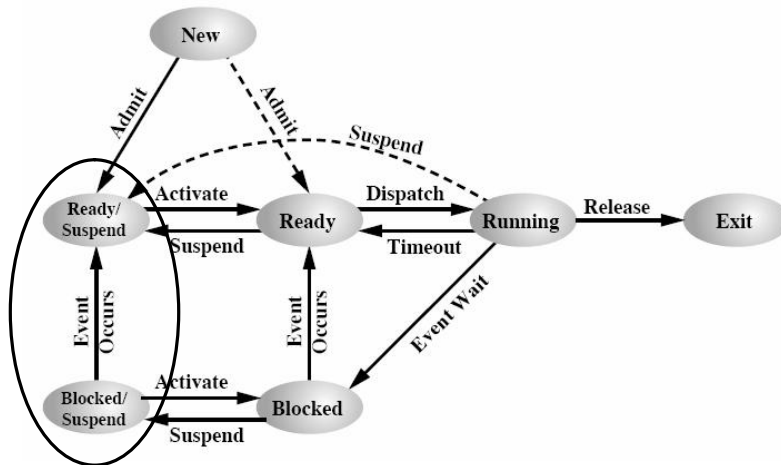 New
Admit
Admit
Suspend
Ready/
Suspend
Activate
Suspend
Ready
Dispatch
Timeout
Running
Release
Exit
Event
Occurs
Event
Occurs
Event Wait
Blocked/
Suspend
Activate
Suspend
Blocked